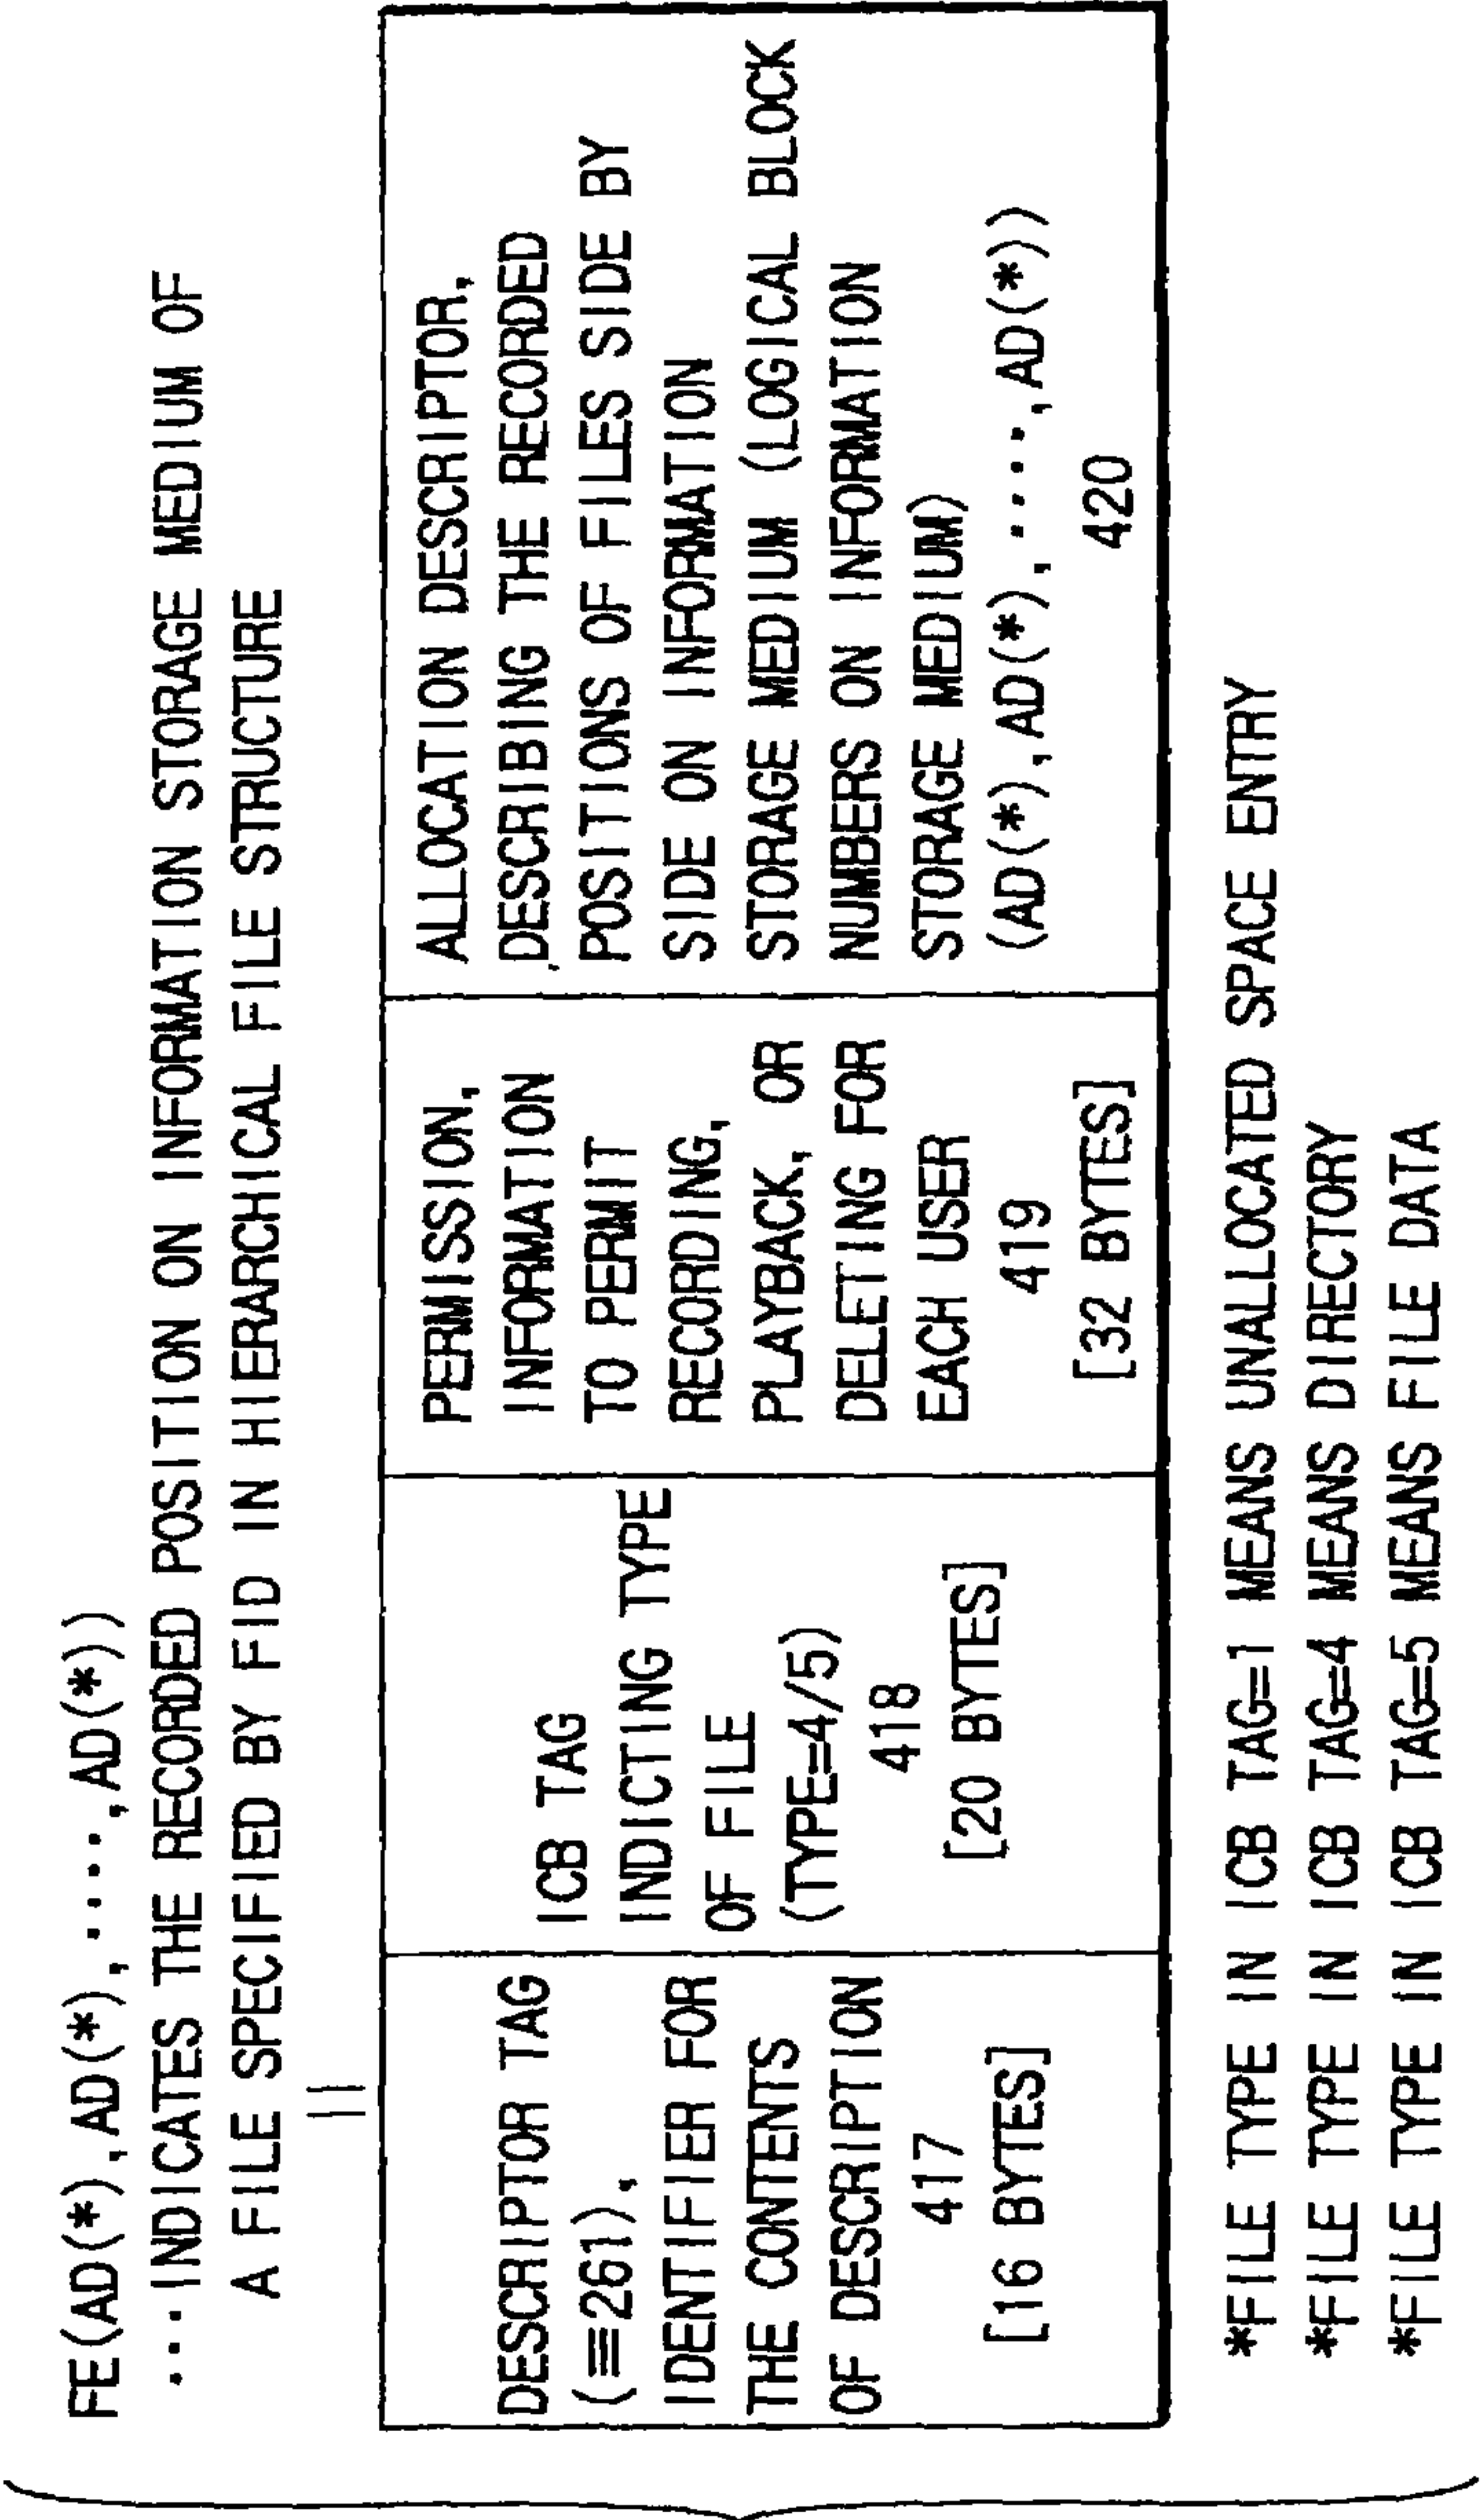 FE(AD(*),AD(*),····,AD(*))
···INDICATES THE RECORDED POSITION ON INFORMATION STORAGE MEDIUM OF
A FILE SPECIFIED BY FID IN HIERARCHICAL FILE STRUCTURE
DESCRIPTOR TAG
(=261),
IDENTIFIER FOR
THE CONTENTS
OF DESCRIPTION
417
[16 BYTES]
ICB TAG
INDICTING TYPE
OF FILE
(TYPE=4/5)
418
[20 BYTES]
PERMISSION,
INFORMATION
TO PERMIT
RECORDING,
PLAYBACK, OR
DELETING FOR
EACH USER
419
[32 BYTES]
ALLOCATION DESCRIPTOR,
DESCRIBING THE RECORDED
POSITIONS OF FILES SIDE BY
SIDE ON INFORMATION
STORAGE MEDIUM (LOGICAL BLOCK
NUMBERS ON INFORMATION
STORAGE MEDIUM)
(AD(*),AD(*),····,AD(*))
420
*FILE TYPE IN ICB TAG=1 MEANS UNALLOCATED SPACE ENTRY
*FILE TYPE IN ICB TAG=4 MEANS DIRECTORY
*FILE TYPE IN ICB TAG=5 MEANS FILE DATA